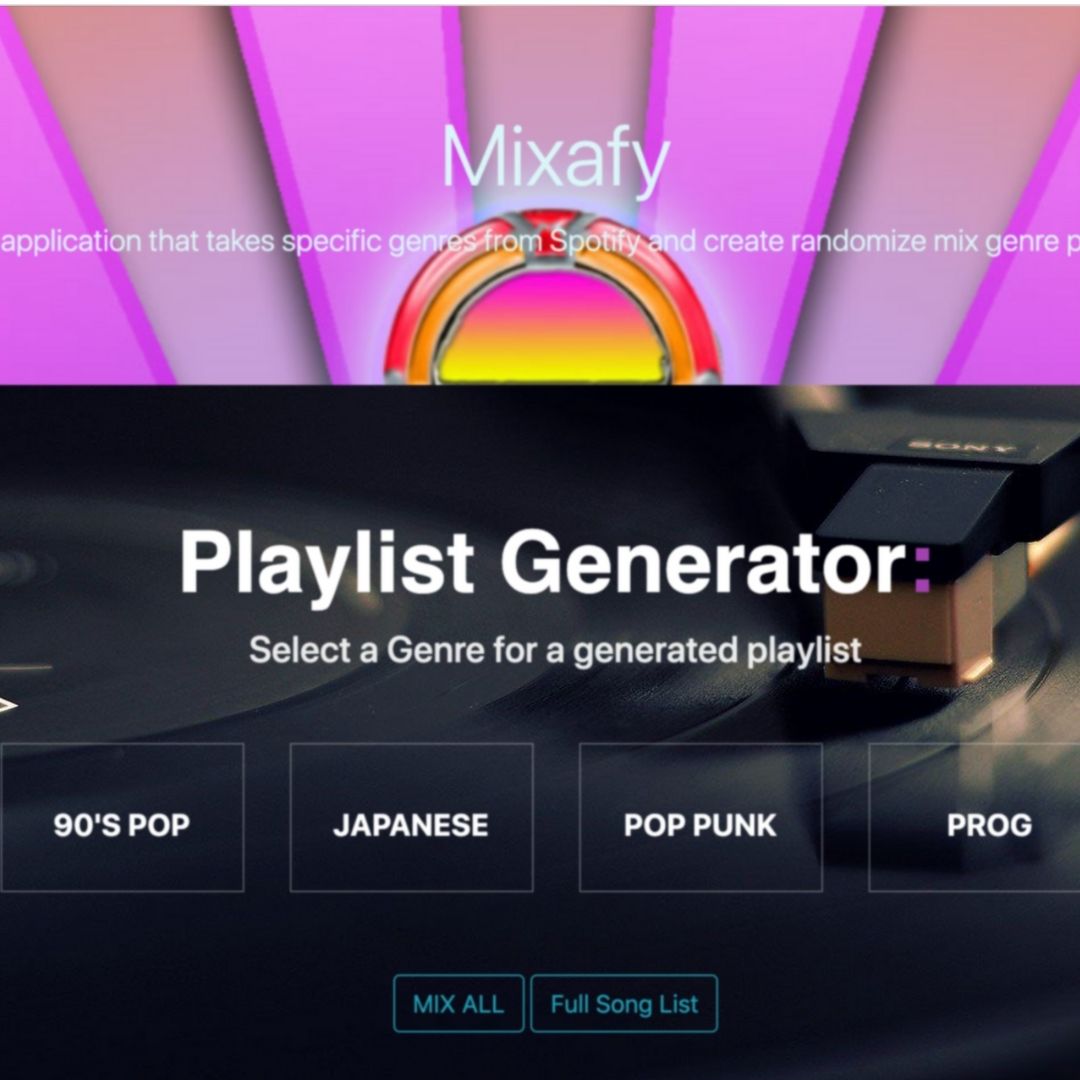 Mixafy
application that takes specific genres from Spotify and create randomize mix genre p
SONY
Playlist Generator:
Select a Genre for a generated playlist
90'S POP
JAPANESE
POP PUNK
PROG
MIX ALL
Full Song List